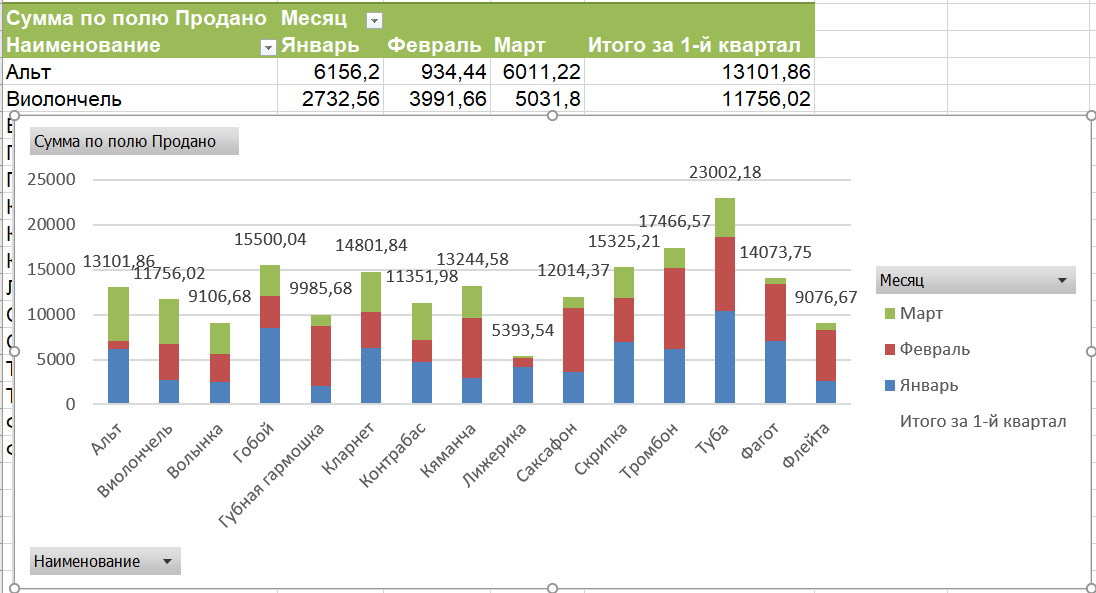 Сумма по полю Продано Месяц
Наименование Январь Февраль Март Итого за 1-й квартал
Альт 6156,2 934,44 6011,22 13101,86
Виолончель 2732,56 3991,66 5031,8 11756,02
Сумма по полю Продано
25000
20000
15000
10000
5000
0
13101,86
11756,02
9106,68
15500,04
9985,68
14801,84
11351,98
13244,58
5393,54
12014,37
15325,21
17466,57
23002,18
14073,75
9076,67
Альт
Виолончель
Волынка
Гобой
Губная гармошка
Кларнет
Контрабас
Кяманча
Лижерика
Саксафон
Скрипка
Тромбон
Туба
Фагот
Флейта
Месяц
Март
Февраль
Январь
Итого за 1-й квартал
Наименование